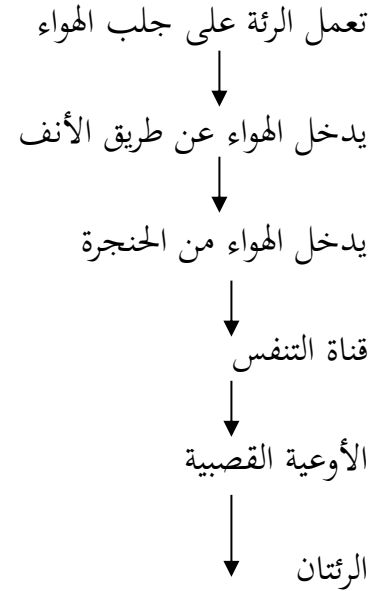 تعمل الرئة على جلب الهواء
يدخل الهواء عن طريق الأنف
يدخل الهواء من الحنجرة
قناة التنفس
الأوعية القصبية
الرئتان